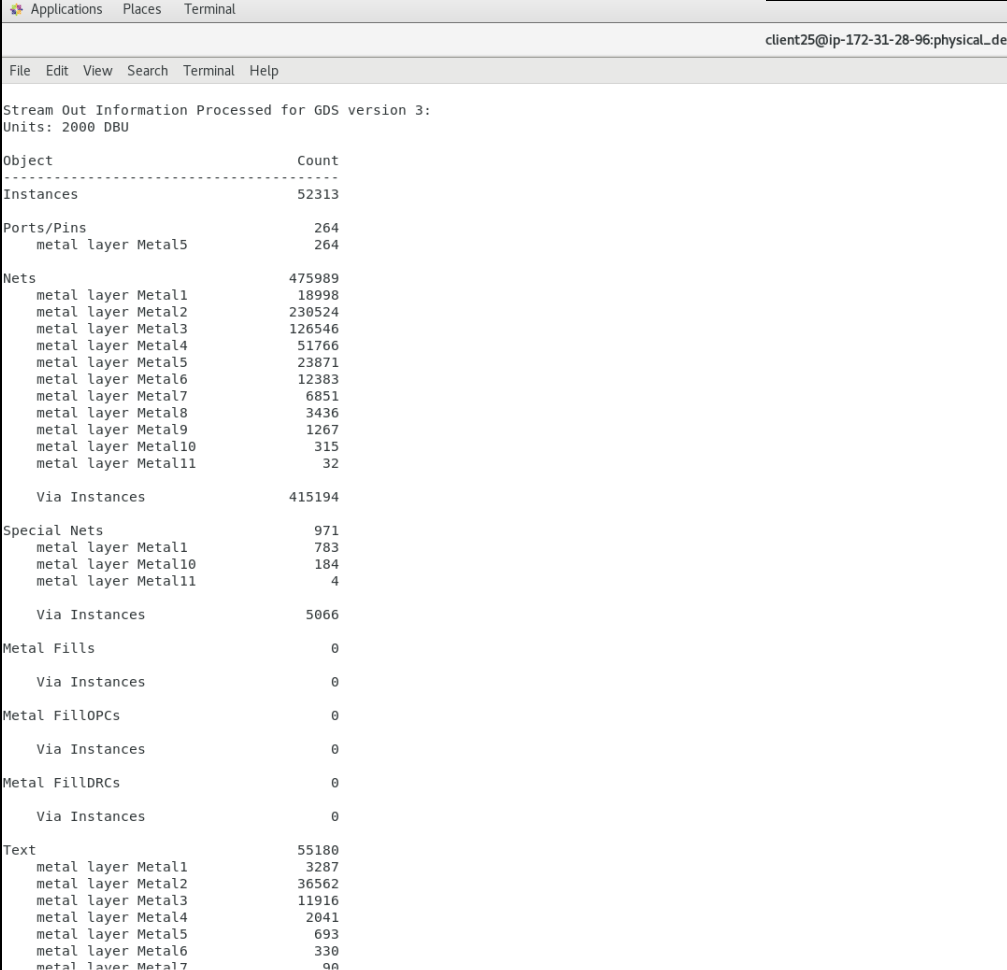 Applications Places Terminal
client25@ip-172-31-28-96:physical_de
File Edit View Search Terminal Help
Stream Out Information Processed for GDS version 3:
Units: 2000 DBU
Object Count
----------------------------------------
Instances 52313
Ports/Pins 264
metal layer Metal5 264
Nets 475989
metal layer Metal1 18998
metal layer Metal2 230524
metal layer Metal3 126546
metal layer Metal4 51766
metal layer Metal5 23871
metal layer Metal6 12383
metal layer Metal7 6851
metal layer Metal8 3436
metal layer Metal9 1267
metal layer Metal10 315
metal layer Metal11 32
Via Instances 415194
Special Nets 971
metal layer Metal1 783
metal layer Metal10 184
metal layer Metal11 4
Via Instances 5066
Metal Fills 0
Via Instances 0
Metal FillOPCs 0
Via Instances 0
Metal FillDRCs 0
Via Instances 0
Text 55180
metal layer Metal1 3287
metal layer Metal2 36562
metal layer Metal3 11916
metal layer Metal4 2041
metal layer Metal5 693
metal layer Metal6 330
metal layer Metal7 90